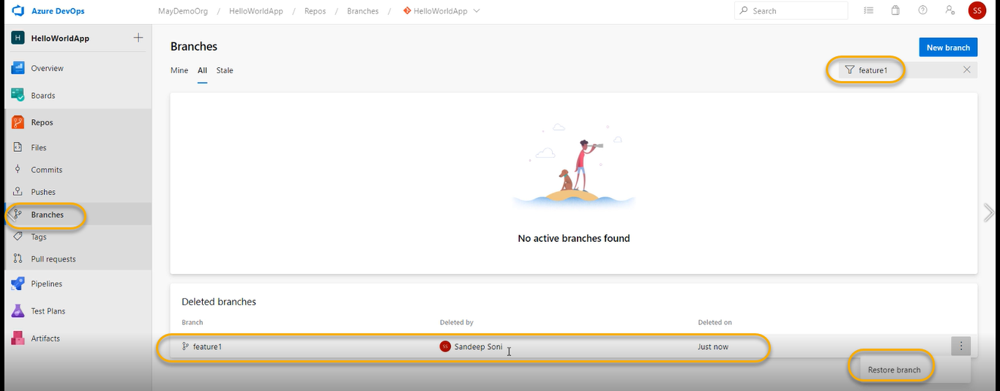 Azure DevOps
MayDemoOrg / HelloWorldApp / Repos / Branches / HelloWorldApp
Search
SS
H HelloWorldApp
Overview
Boards
Repos
Files
Commits
Pushes
Branches
Tags
Pull requests
Pipelines
Test Plans
Artifacts
Branches
New branch
Mine All Stale
feature1
No active branches found
Deleted branches
Branch Deleted by Deleted on
feature1 SS Sandeep Soni Just now
Restore branch